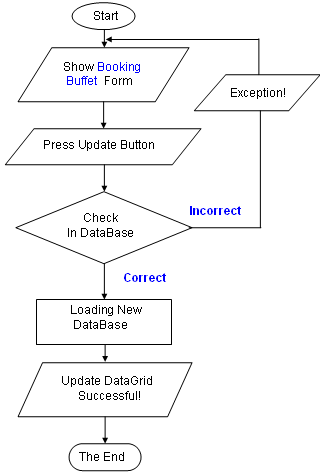 Start
Show Booking
Buffet Form
Exception!
Press Update Button
Incorrect
Check
In DataBase
Correct
Loading New
DataBase
Update DataGrid
Successful!
The End